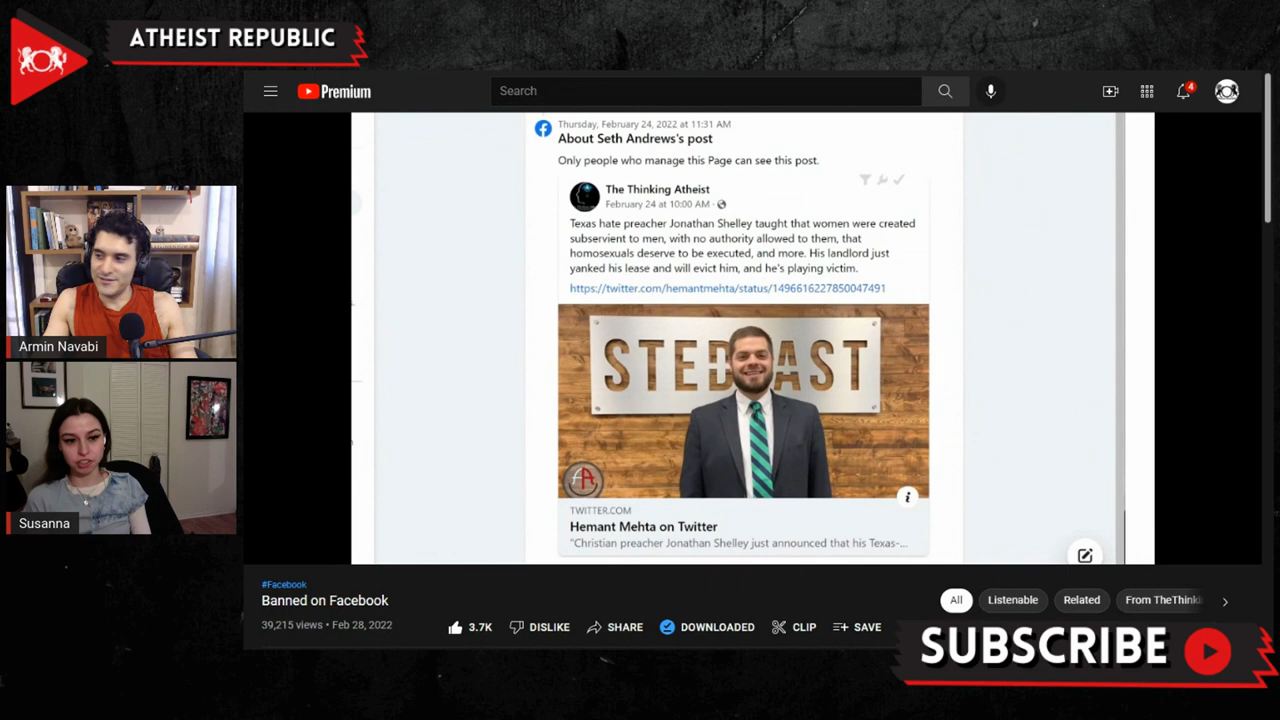 ATHEIST REPUBLIC
Premium
Search
4
Thursday, February 24, 2022 at 11:31 AM
About Seth Andrews's post
Only people who manage this Page can see this post.
The Thinking Atheist
February 24 at 10:00 AM ·
Texas hate preacher Jonathan Shelley taught that women were created
subservient to men, with no authority allowed to them, that
homosexuals deserve to be executed, and more. His landlord just
yanked his lease and will evict him, and he's playing victim.
https://twitter.com/hemantmehta/status/1496616227850047491
STEDFAST
TWITTER.COM
Hemant Mehta on Twitter
"Christian preacher Jonathan Shelley just announced that his Texas-...
Armin Navabi
Susanna
#Facebook
Banned on Facebook
39,215 views • Feb 28, 2022
3.7K
DISLIKE
SHARE
DOWNLOADED
CLIP
SAVE
All
Listenable
Related
From TheThinki
SUBSCRIBE